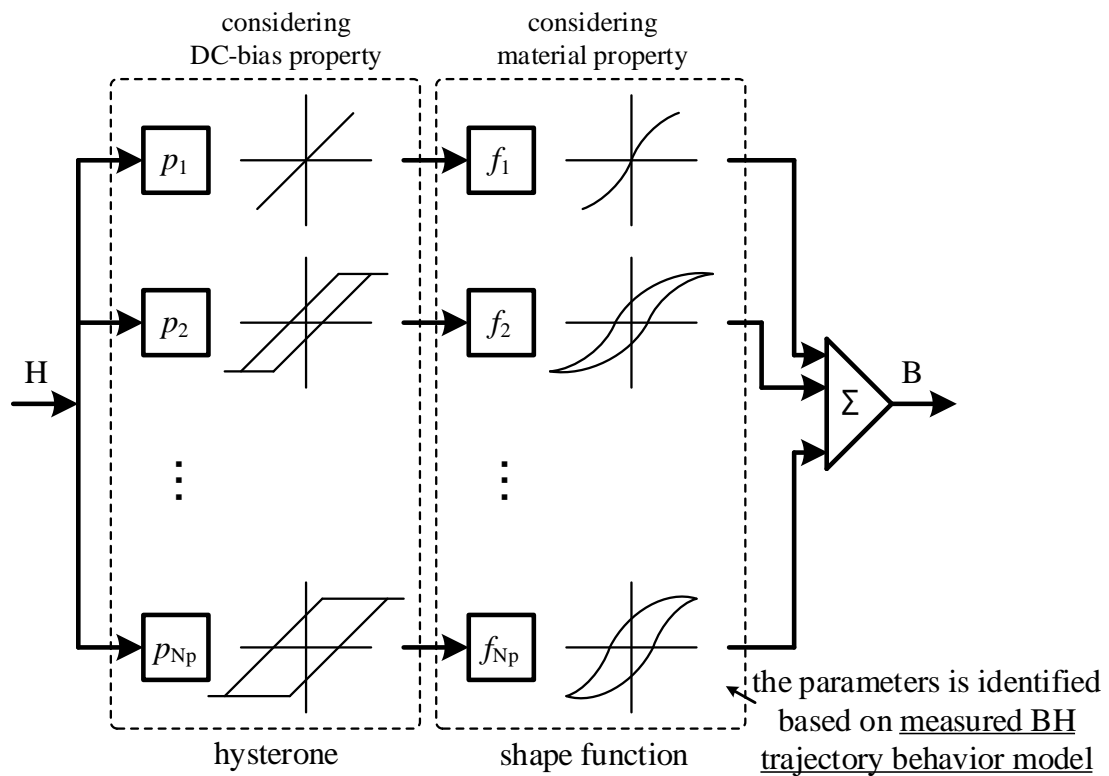 considering
DC-bias property
considering
material property
p1
f1
p2
f2
H
Σ
B
⋮
⋮
pNp
fNp
the parameters is identified
based on measured BH
trajectory behavior model
hysterone
shape function